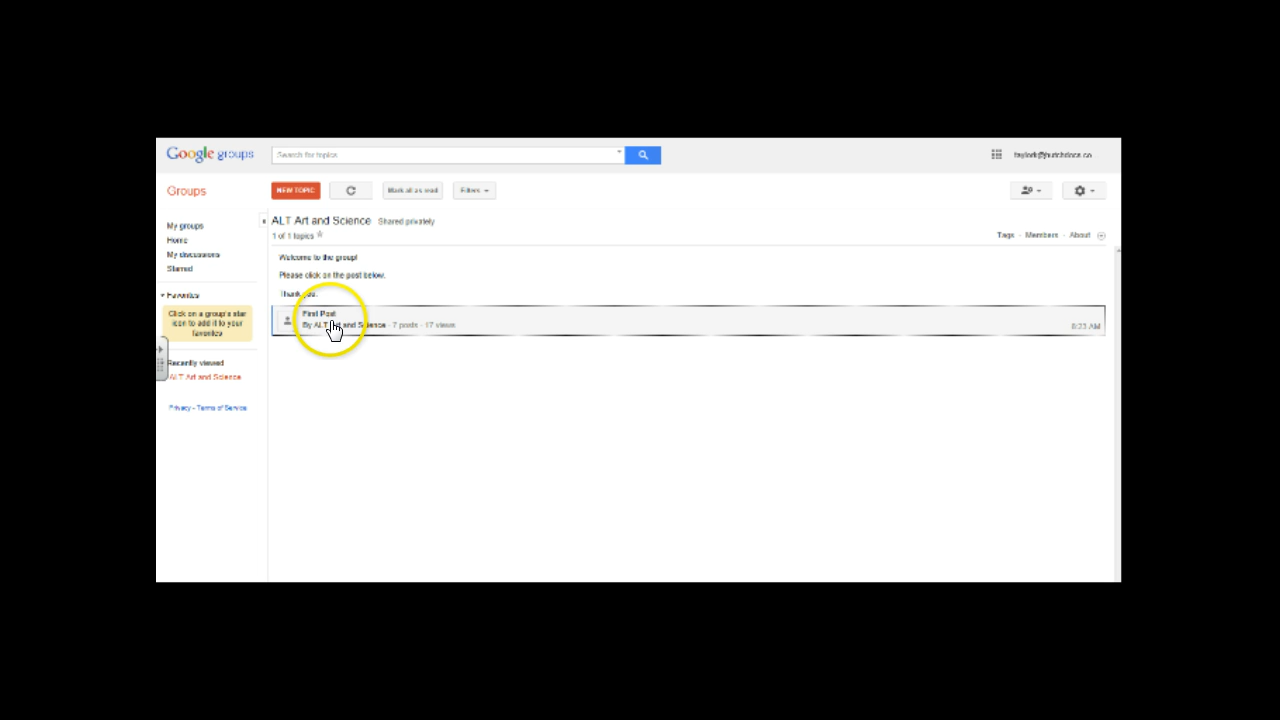 Google groups
Search for topics
Groups
NEW TOPIC
Mark all as read
Filters
My groups
Home
My discussions
Starred
Favorites
Click on a group's star
icon to add it to your
favorites
Recently viewed
ALT Art and Science
Privacy - Terms of Service
ALT Art and Science Shared privately
1 of 1 topics
Tags · Members · About
Welcome to the group!
Please click on the post below.
Thank you.
First Post
By ALT Art and Science - 7 posts - 17 views
8:33 AM